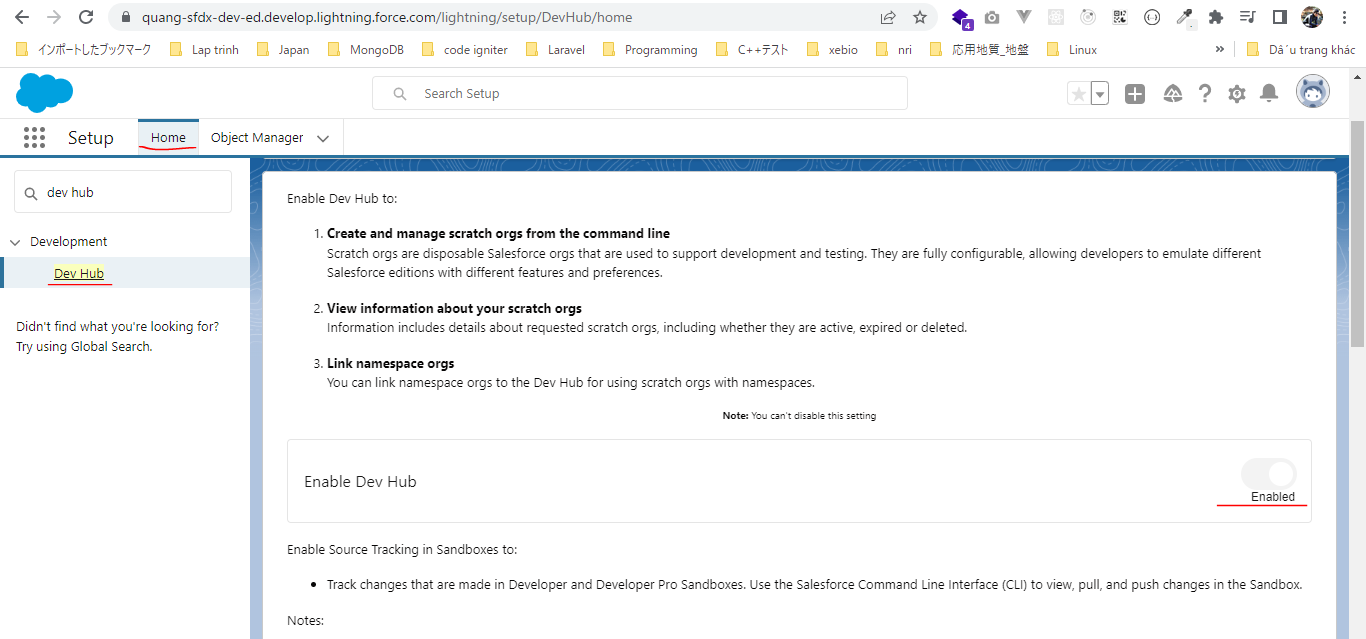 quang-sfdx-dev-ed.develop.lightning.force.com/lightning/setup/DevHub/home
4
インポートしたブックマーク Lap trinh Japan MongoDB code igniter Laravel Programming C++テスト xebio nri 応用地質_地盤 Linux » Dấu trang khác
Search Setup
Setup Home Object Manager
dev hub
Development
Dev Hub
Didn't find what you're looking for?
Try using Global Search.
Enable Dev Hub to:
1. Create and manage scratch orgs from the command line
Scratch orgs are disposable Salesforce orgs that are used to support development and testing. They are fully configurable, allowing developers to emulate different
Salesforce editions with different features and preferences.
2. View information about your scratch orgs
Information includes details about requested scratch orgs, including whether they are active, expired or deleted.
3. Link namespace orgs
You can link namespace orgs to the Dev Hub for using scratch orgs with namespaces.
Note: You can't disable this setting
Enable Dev Hub
Enabled
Enable Source Tracking in Sandboxes to:
• Track changes that are made in Developer and Developer Pro Sandboxes. Use the Salesforce Command Line Interface (CLI) to view, pull, and push changes in the Sandbox.
Notes: